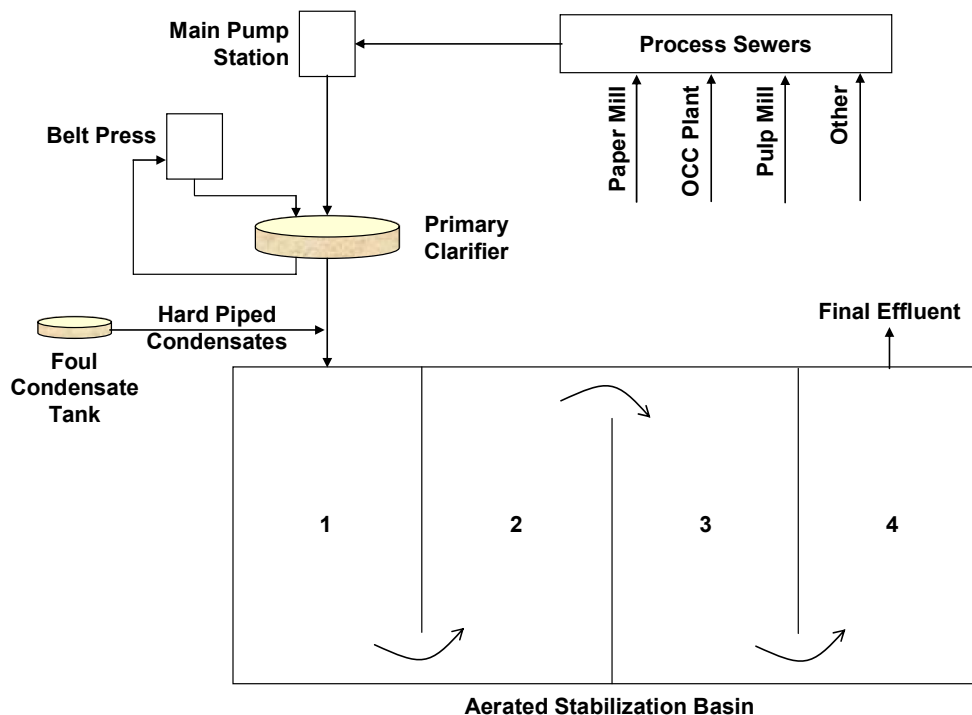 Main Pump
Station
Process Sewers
Paper Mill
OCC Plant
Pulp Mill
Other
Belt Press
Primary
Clarifier
Hard Piped
Condensates
Foul
Condensate
Tank
Final Effluent
1
2
3
4
Aerated Stabilization Basin